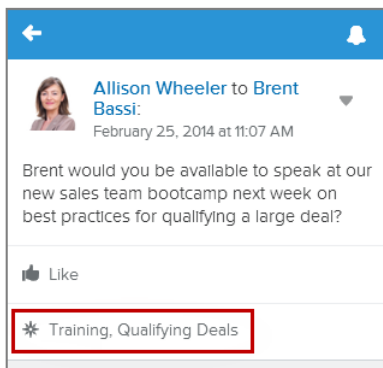 Allison Wheeler to Brent
Bassi:
February 25, 2014 at 11:07 AM
Brent would you be available to speak at our
new sales team bootcamp next week on
best practices for qualifying a large deal?
Like
Training, Qualifying Deals